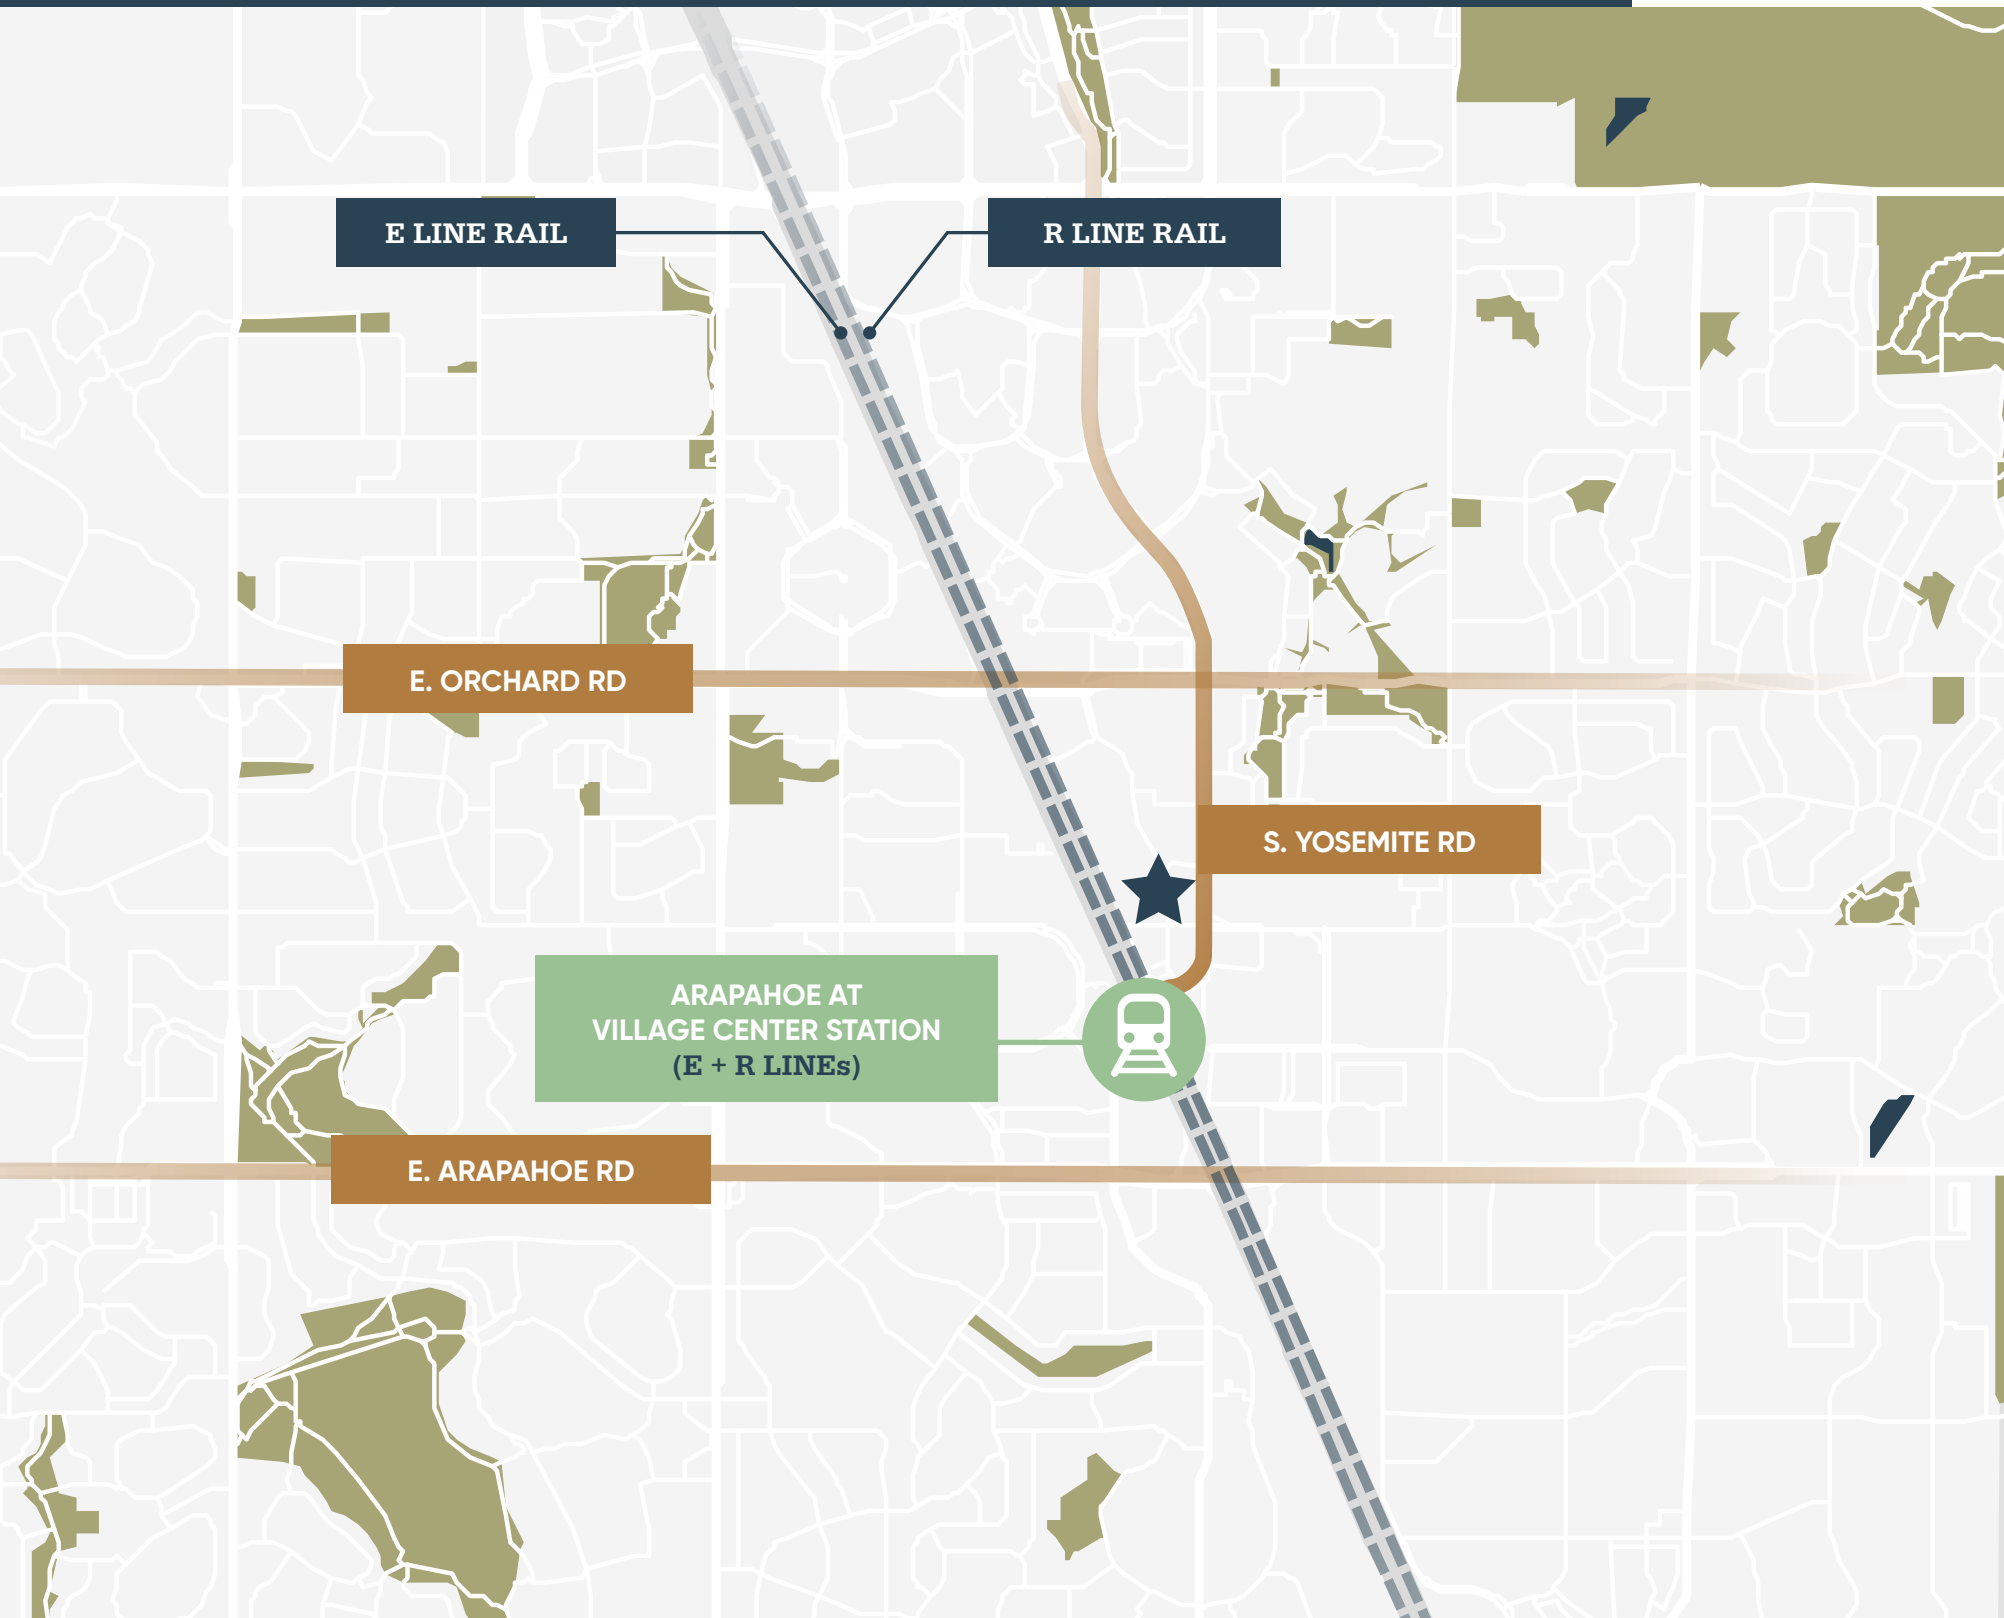 E LINE RAIL
R LINE RAIL
E. ORCHARD RD
S. YOSEMITE RD
ARAPAHOE AT
VILLAGE CENTER STATION
(E + R LINEs)
E. ARAPAHOE RD